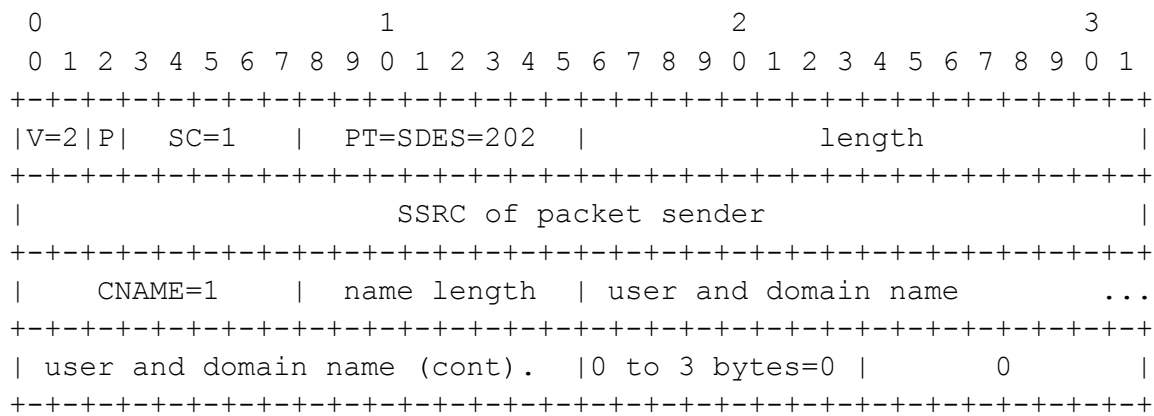 0                   1                   2                   3
 0 1 2 3 4 5 6 7 8 9 0 1 2 3 4 5 6 7 8 9 0 1 2 3 4 5 6 7 8 9 0 1
+-+-+-+-+-+-+-+-+-+-+-+-+-+-+-+-+-+-+-+-+-+-+-+-+-+-+-+-+-+-+-+-+
|V=2|P|  SC=1   |  PT=SDES=202  |             length            |
+-+-+-+-+-+-+-+-+-+-+-+-+-+-+-+-+-+-+-+-+-+-+-+-+-+-+-+-+-+-+-+-+
|                     SSRC of packet sender                     |
+-+-+-+-+-+-+-+-+-+-+-+-+-+-+-+-+-+-+-+-+-+-+-+-+-+-+-+-+-+-+-+-+
|    CNAME=1    |  name length  | user and domain name        ...
+-+-+-+-+-+-+-+-+-+-+-+-+-+-+-+-+-+-+-+-+-+-+-+-+-+-+-+-+-+-+-+-+
| user and domain name (cont).  |0 to 3 bytes=0 |       0       |
+-+-+-+-+-+-+-+-+-+-+-+-+-+-+-+-+-+-+-+-+-+-+-+-+-+-+-+-+-+-+-+-+